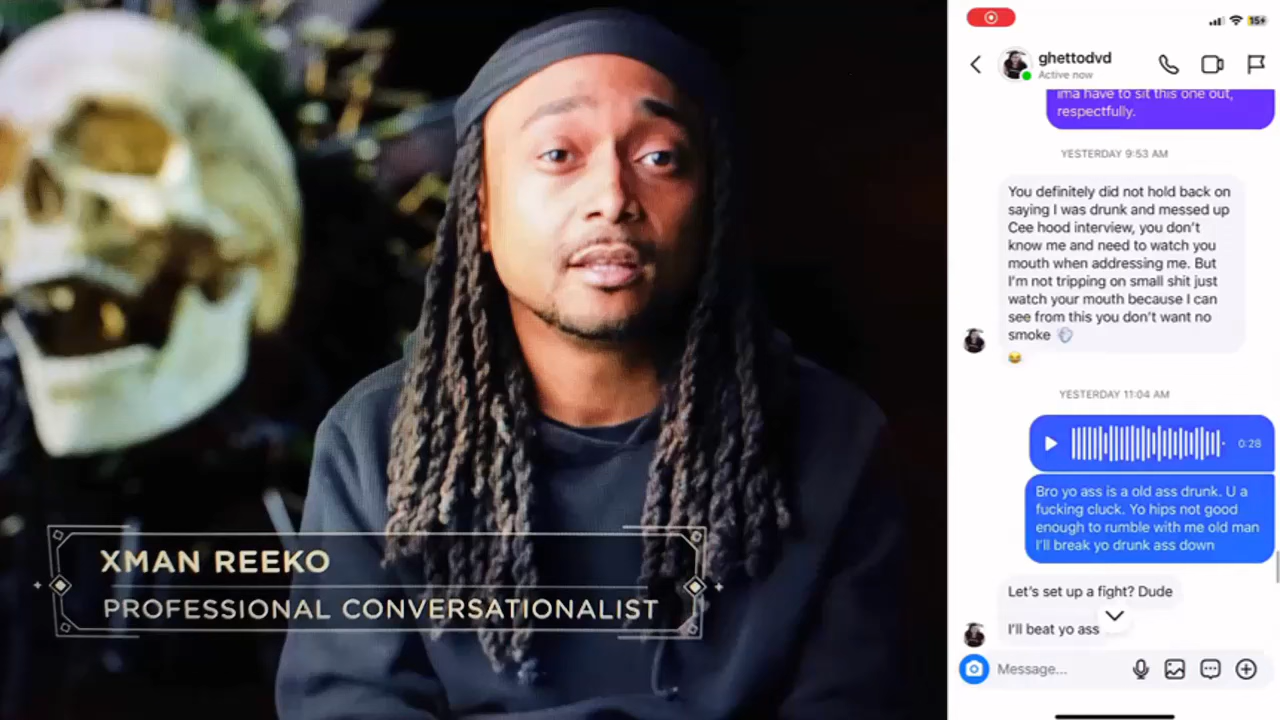 XMAN REEKO
PROFESSIONAL CONVERSATIONALIST
15+
ghettodvd
Active now
ima have to sit this one out,
respectfully.
YESTERDAY 9:53 AM
You definitely did not hold back on
saying I was drunk and messed up
Cee hood interview, you don't
know me and need to watch you
mouth when addressing me. But
I'm not tripping on small shit just
watch your mouth because I can
see from this you don't want no
smoke
YESTERDAY 11:04 AM
0:28
Bro yo ass is a old ass drunk. U a
fucking cluck. Yo hips not good
enough to rumble with me old man
I'll break yo drunk ass down
Let's set up a fight? Dude
I'll beat yo ass
Message...